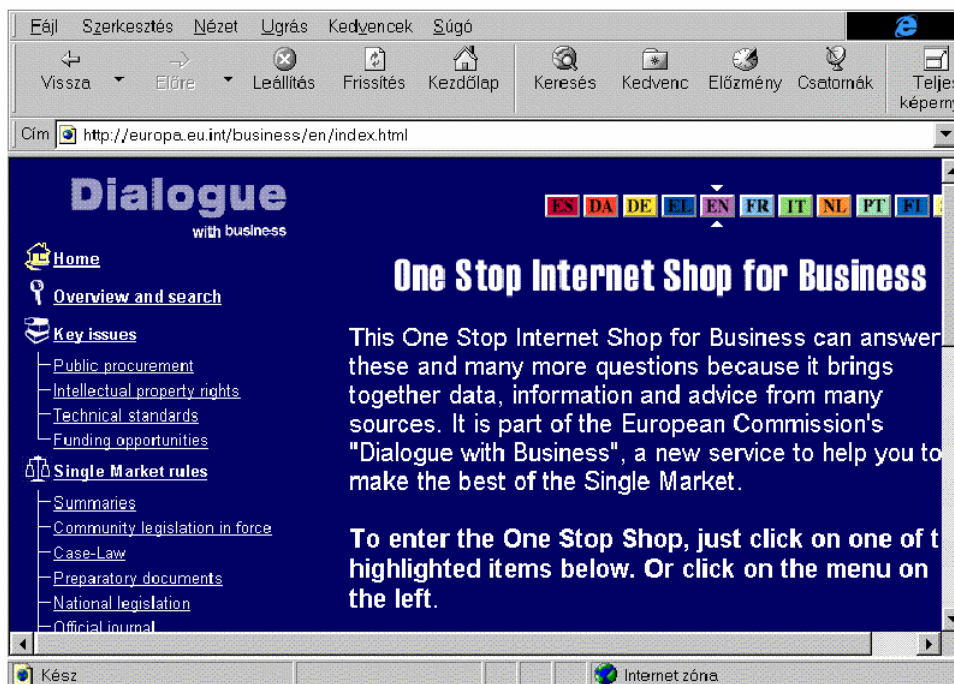 Fájl Szerkesztés Nézet Ugrás Kedvencek Súgó
Vissza Előre Leállítás Frissítés Kezdőlap Keresés Kedvenc Előzmény Csatornák Teljes
képerny
Cím http://europa.eu.int/business/en/index.html
Dialogue
with business
ES DA DE EL EN FR IT NL PT FI
Home
Overview and search
Key issues
Public procurement
Intellectual property rights
Technical standards
Funding opportunities
Single Market rules
Summaries
Community legislation in force
Case-Law
Preparatory documents
National legislation
Official journal
One Stop Internet Shop for Business
This One Stop Internet Shop for Business can answer
these and many more questions because it brings
together data, information and advice from many
sources. It is part of the European Commission's
"Dialogue with Business", a new service to help you to
make the best of the Single Market.
To enter the One Stop Shop, just click on one of t
highlighted items below. Or click on the menu on
the left.
Kész Internet zóna